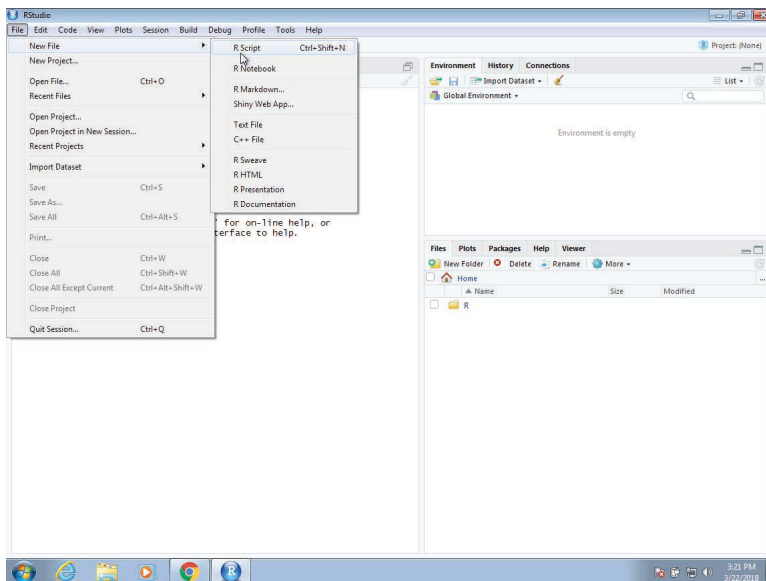 RStudio
File Edit Code View Plots Session Build Debug Profile Tools Help
Project: (None)
New File
New Project...
Open File... Ctrl+O
Recent Files
Open Project...
Open Project in New Session...
Recent Projects
Import Dataset
Save Ctrl+S
Save As...
Save All Ctrl+Alt+S
Print...
Close Ctrl+W
Close All Ctrl+Shift+W
Close All Except Current Ctrl+Alt+Shift+W
Close Project
Quit Session... Ctrl+Q
R Script Ctrl+Shift+N
R Notebook
R Markdown...
Shiny Web App...
Text File
C++ File
R Sweave
R HTML
R Presentation
R Documentation
' for on-line help, or
terface to help.
Environment History Connections
Import Dataset List
Global Environment
Environment is empty
Files Plots Packages Help Viewer
New Folder Delete Rename More
Home ...
Name Size Modified
R
3:21 PM
3/22/2018